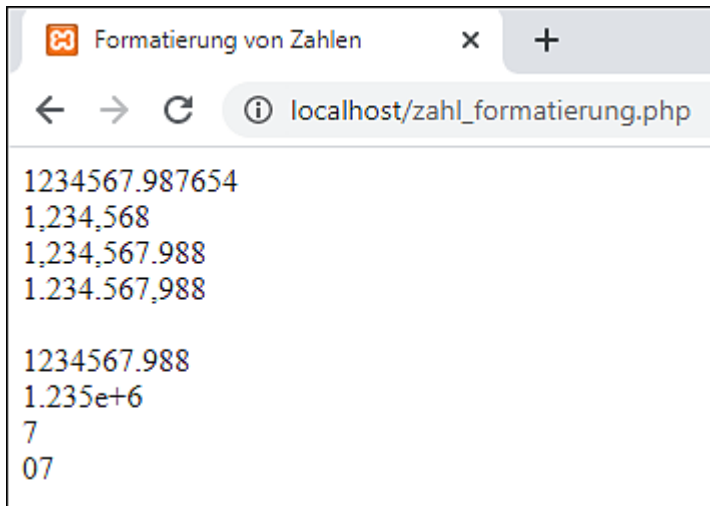 Formatierung von Zahlen
localhost/zahl_formatierung.php
1234567.987654
1,234,568
1,234,567.988
1.234.567,988
1234567.988
1.235e+6
7
07